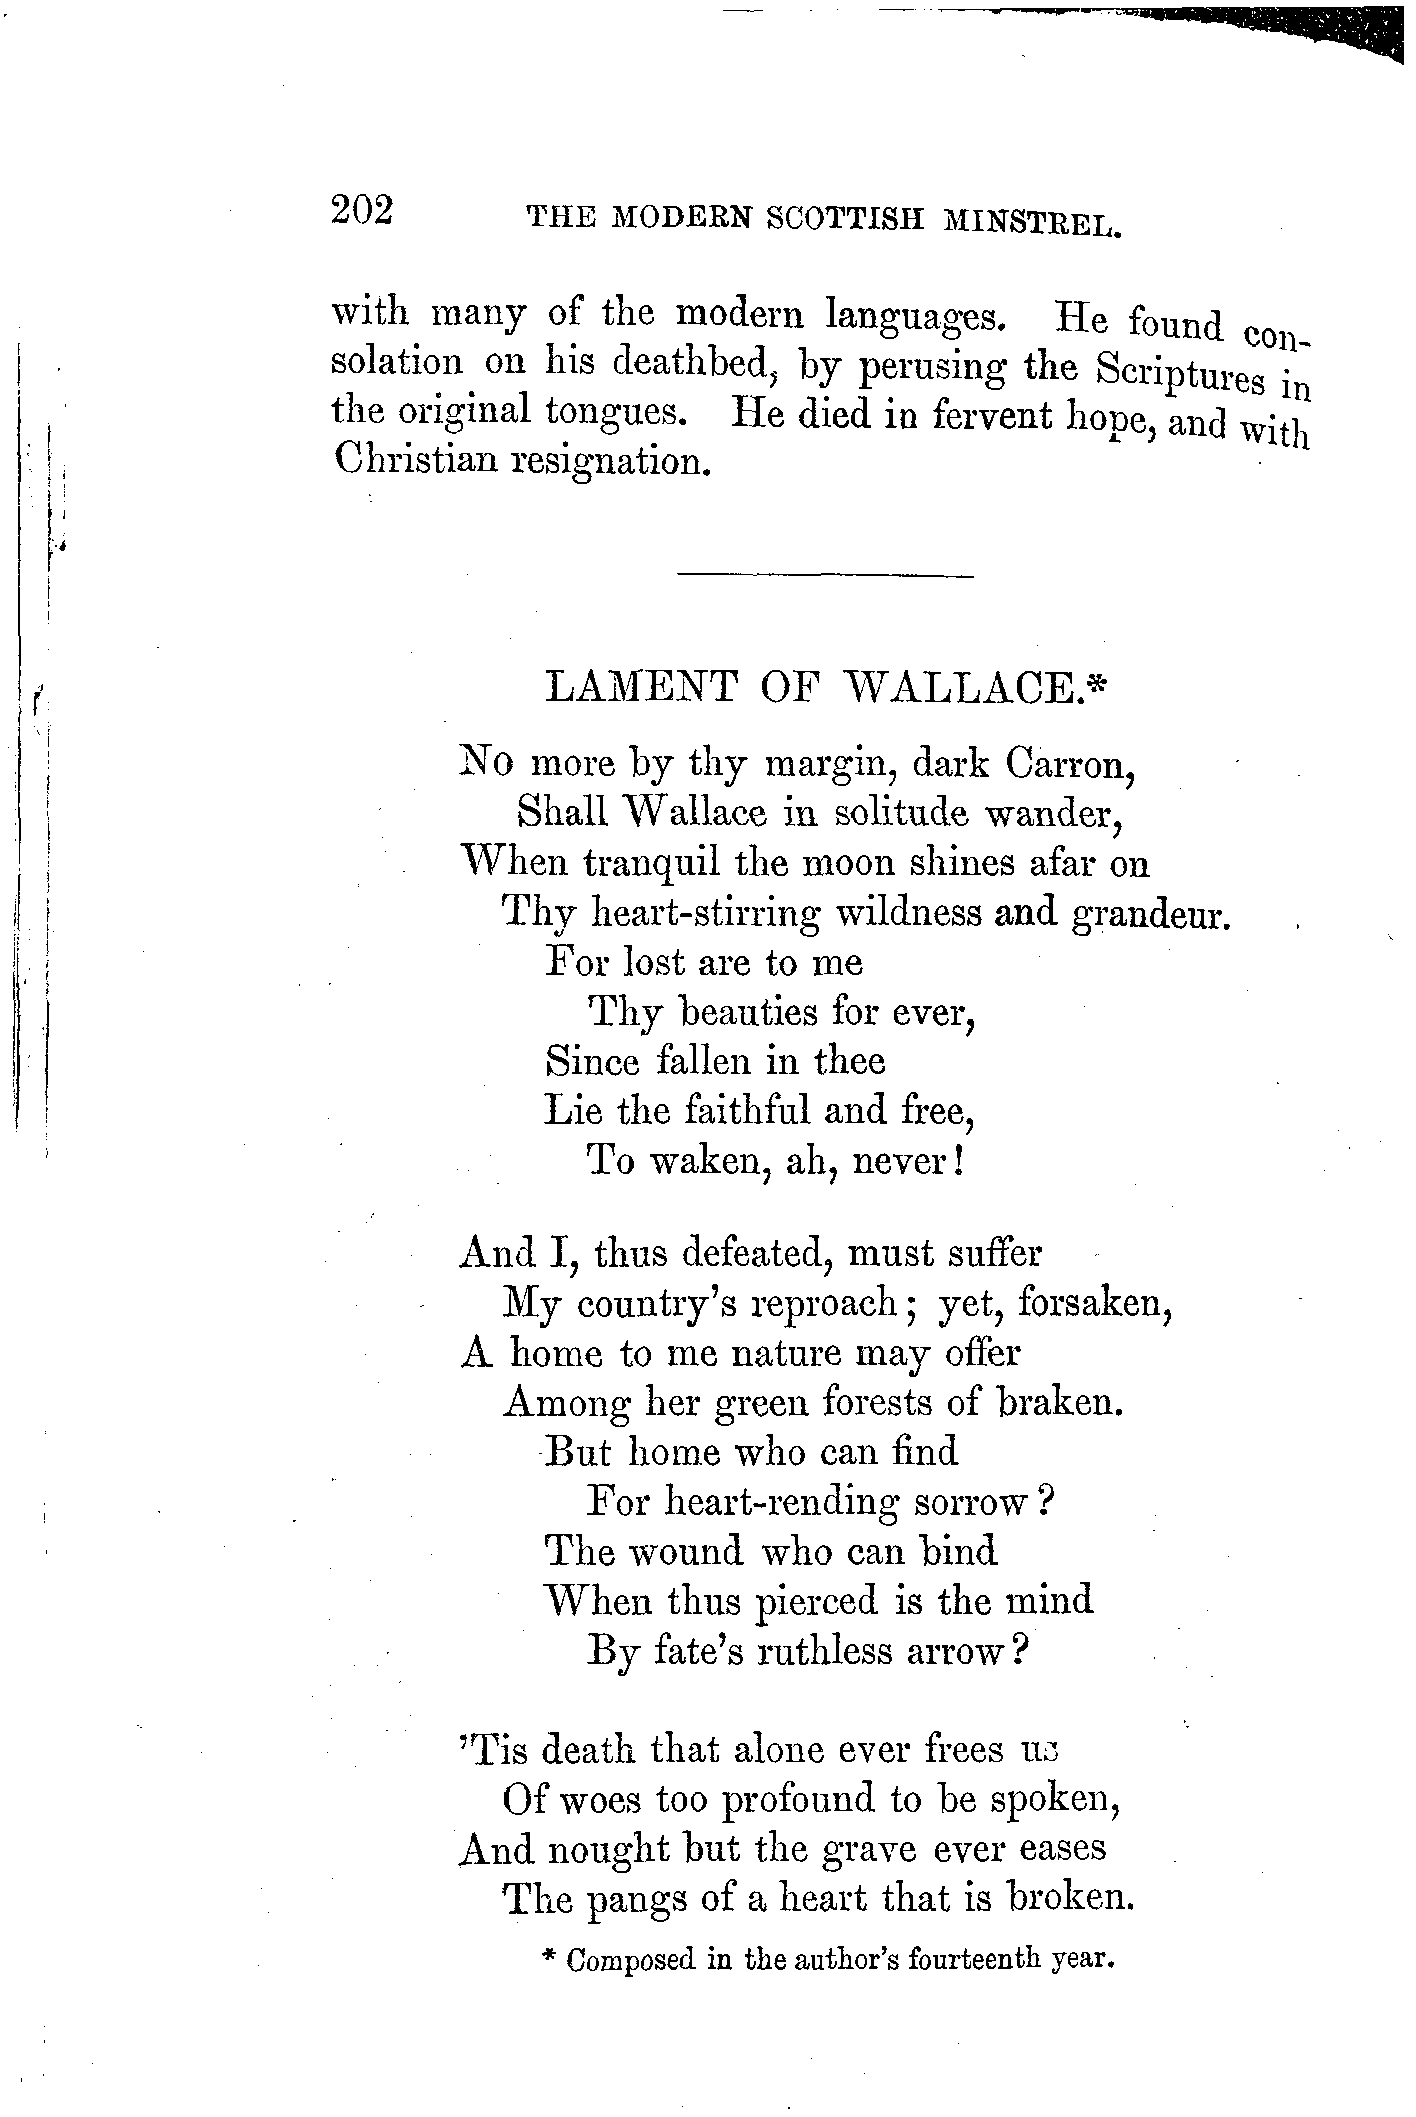 202 THE MODERN SCOTTISH MINSTREL.
with many of the modern languages. He found con-
solation on his deathbed, by perusing the Scriptures in
the original tongues. He died in fervent hope, and with
Christian resignation.
LAMENT OF WALLACE.*
No more by thy margin, dark Carron,
Shall Wallace in solitude wander,
When tranquil the moon shines afar on
Thy heart-stirring wildness and grandeur.
For lost are to me
Thy beauties for ever,
Since fallen in thee
Lie the faithful and free,
To waken, ah, never!
And I, thus defeated, must suffer
My country's reproach; yet, forsaken,
A home to me nature may offer
Among her green forests of braken.
But home who can find
For heart-rending sorrow?
The wound who can bind
When thus pierced is the mind
By fate's ruthless arrow?
'Tis death that alone ever frees us
Of woes too profound to be spoken,
And nought but the grave ever eases
The pangs of a heart that is broken.
* Composed in the author's fourteenth year.